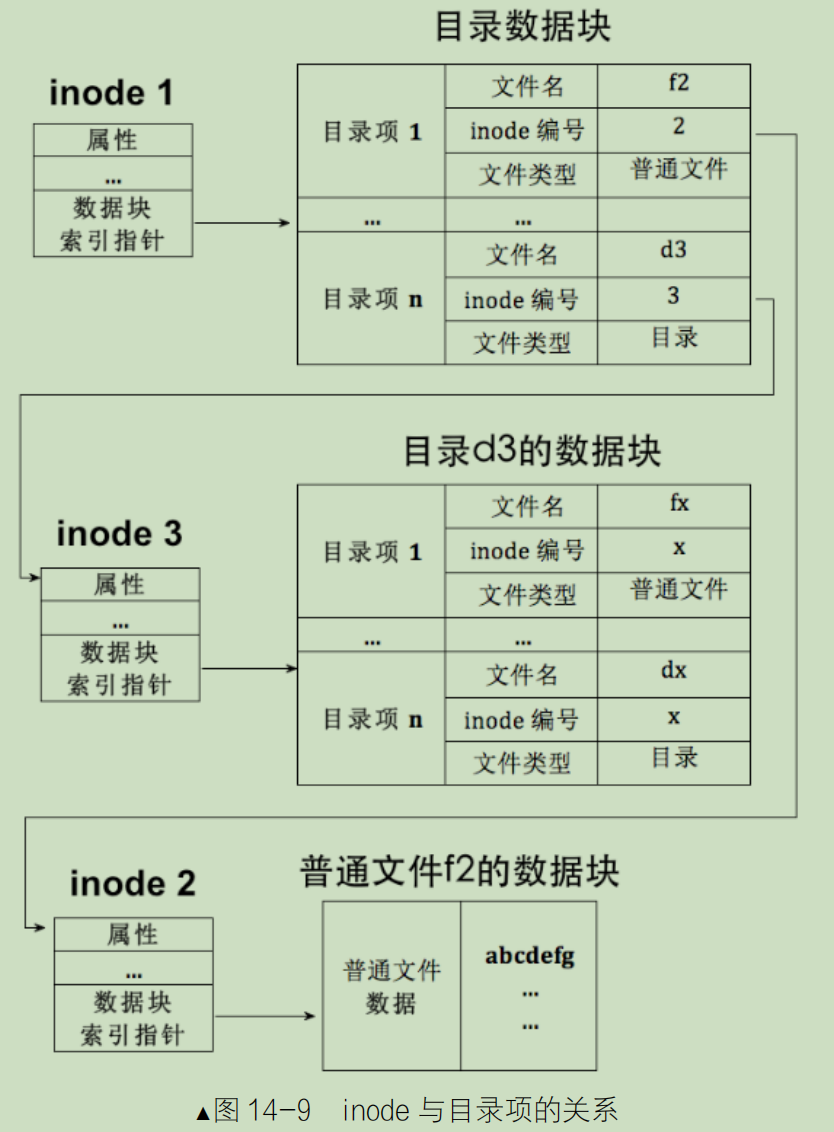 目录数据块
inode 1
属性
...
数据块
索引指针
目录项 1
文件名
f2
inode 编号
2
文件类型
普通文件
...
...
目录项 n
文件名
d3
inode 编号
3
文件类型
目录
目录d3的数据块
inode 3
属性
...
数据块
索引指针
目录项 1
文件名
fx
inode 编号
x
文件类型
普通文件
...
...
目录项 n
文件名
dx
inode 编号
x
文件类型
目录
inode 2
属性
...
数据块
索引指针
普通文件f2的数据块
普通文件
数据
abcdefg
...
...
▲图 14-9 inode 与目录项的关系